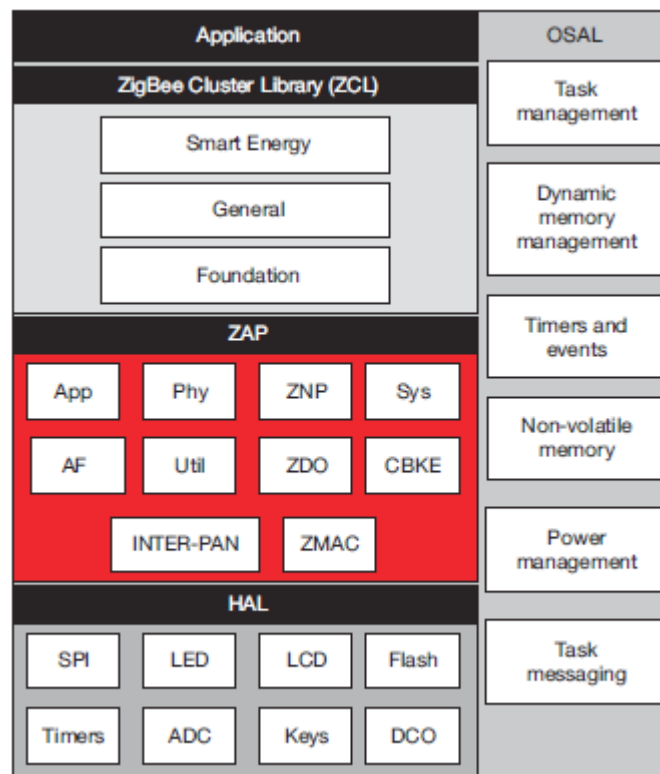 Application
ZigBee Cluster Library (ZCL)
Smart Energy
General
Foundation
ZAP
App
Phy
ZNP
Sys
AF
Util
ZDO
CBKE
INTER-PAN
ZMAC
HAL
SPI
LED
LCD
Flash
Timers
ADC
Keys
DCO
OSAL
Task
management
Dynamic
memory
management
Timers and
events
Non-volatile
memory
Power
management
Task
messaging